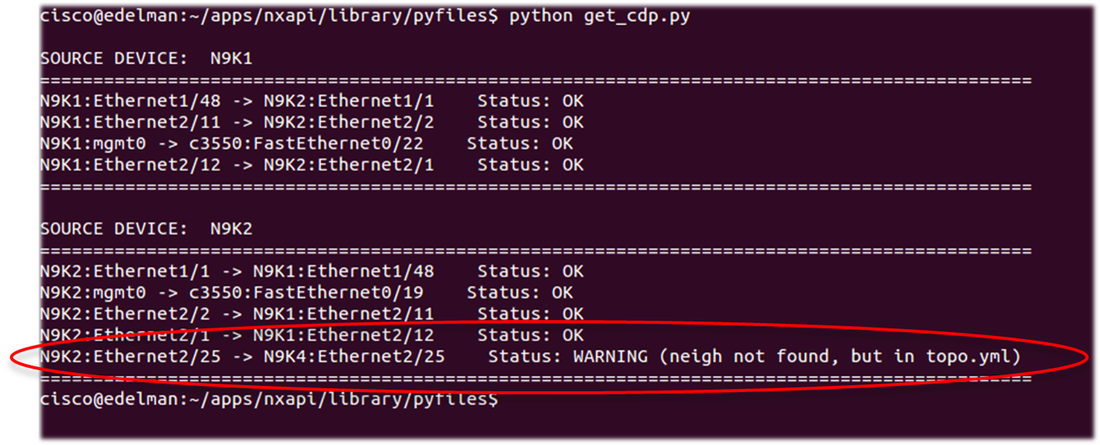 cisco@edelman:~/apps/nxapi/library/pyfiles$ python get_cdp.py
SOURCE DEVICE:  N9K1
=============================================================================================
N9K1:Ethernet1/48 -> N9K2:Ethernet1/1    Status: OK
N9K1:Ethernet2/11 -> N9K2:Ethernet2/2    Status: OK
N9K1:mgmt0 -> c3550:FastEthernet0/22    Status: OK
N9K1:Ethernet2/12 -> N9K2:Ethernet2/1    Status: OK
=============================================================================================
SOURCE DEVICE:  N9K2
=============================================================================================
N9K2:Ethernet1/1 -> N9K1:Ethernet1/48    Status: OK
N9K2:mgmt0 -> c3550:FastEthernet0/19    Status: OK
N9K2:Ethernet2/2 -> N9K1:Ethernet2/11    Status: OK
N9K2:Ethernet2/1 -> N9K1:Ethernet2/12    Status: OK
N9K2:Ethernet2/25 -> N9K4:Ethernet2/25    Status: WARNING (neigh not found, but in topo.yml)
=============================================================================================
cisco@edelman:~/apps/nxapi/library/pyfiles$